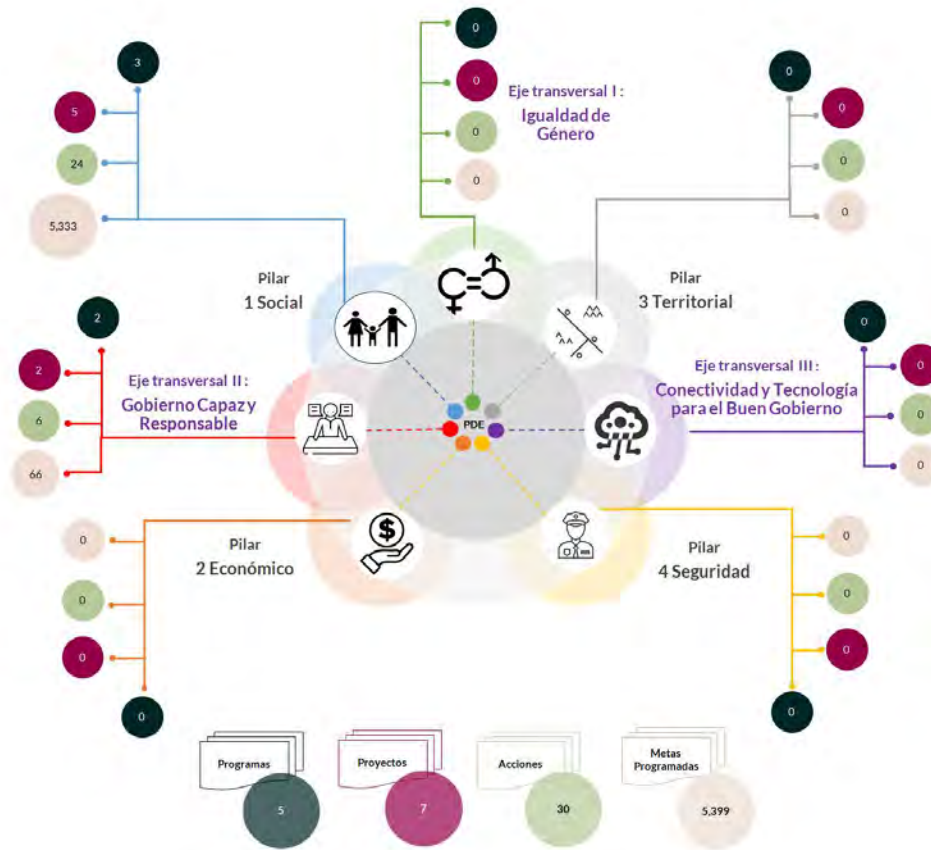 0
3
0
0
5
0
0
Eje transversal I :
Igualdad de
Género
0
24
0
0
0
5,333
Pilar
1 Social
Pilar
3 Territorial
2
0
2
0
Eje transversal II :
Gobierno Capaz y
Responsable
Eje transversal III :
Conectividad y Tecnología
para el Buen Gobierno
PDE
6
0
66
0
$
0
0
Pilar
2 Económico
Pilar
4 Seguridad
0
0
0
0
0
0
Programas
Proyectos
Acciones
Metas
Programadas
5
7
30
5,399